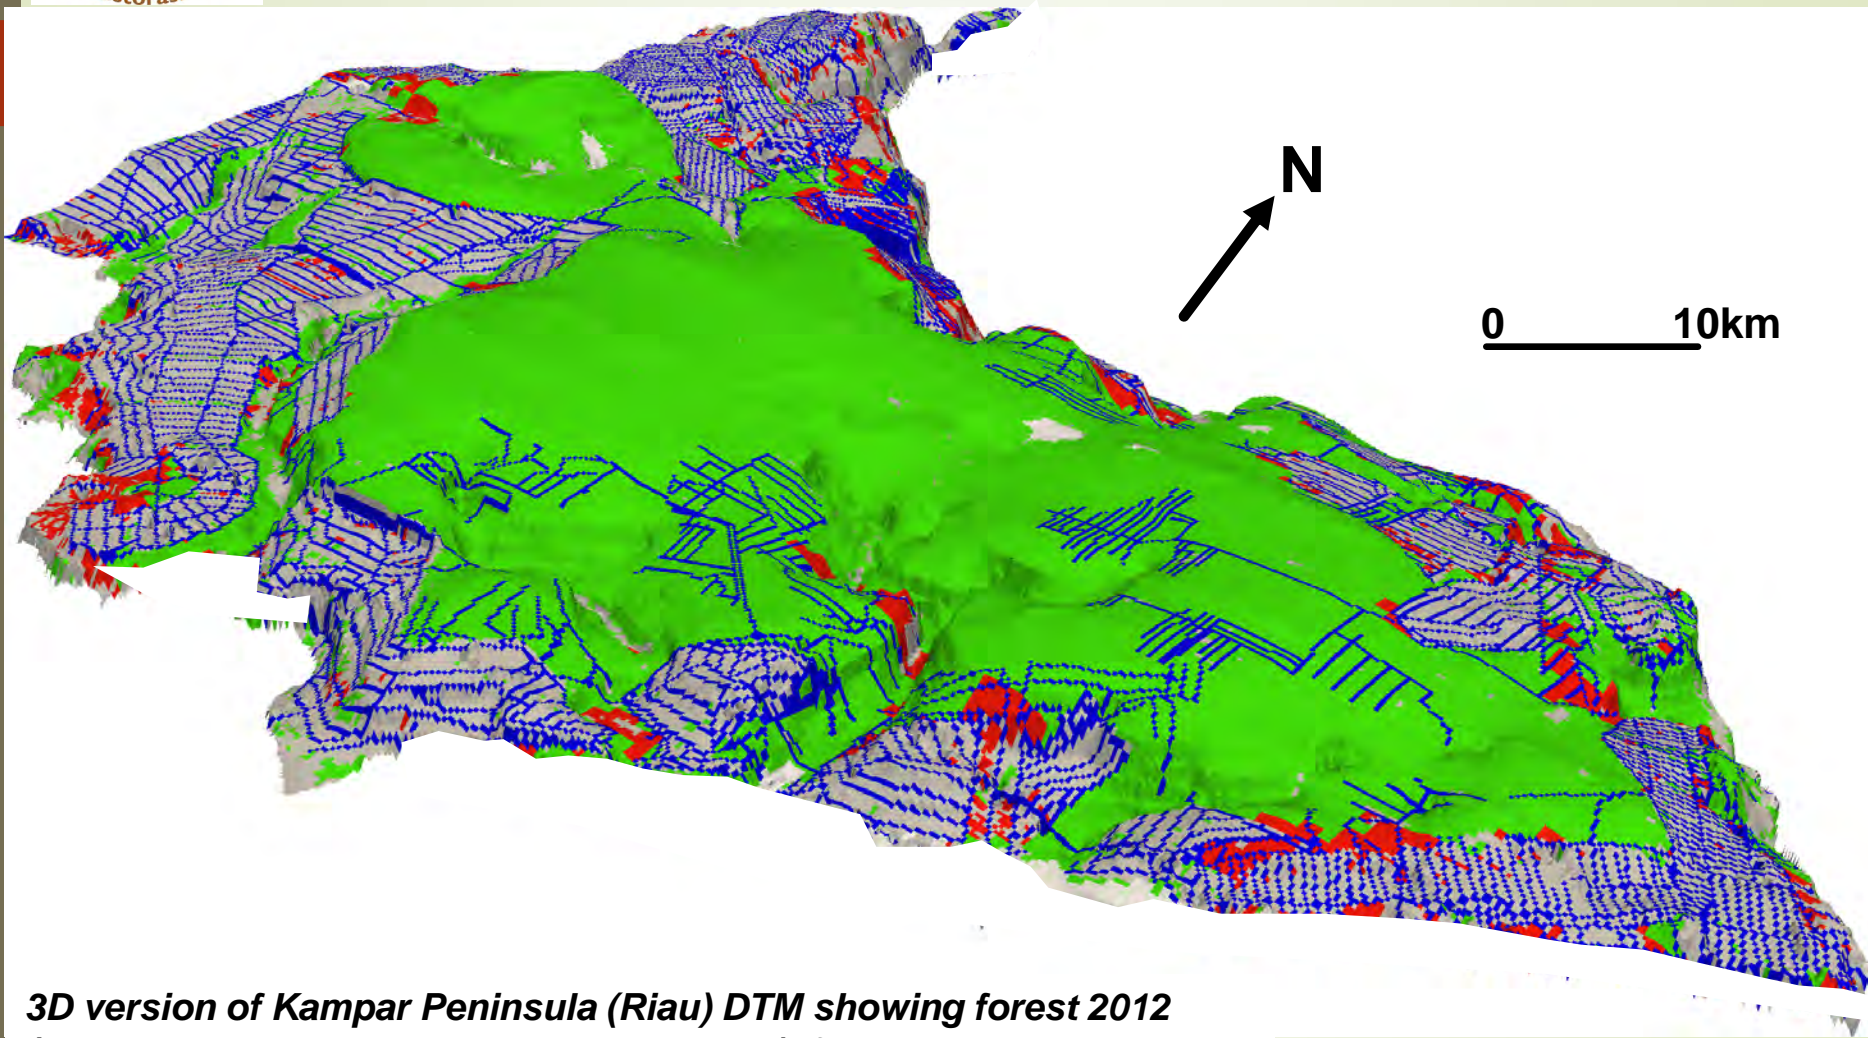 N
0 10km
3D version of Kampar Peninsula (Riau) DTM showing forest 2012